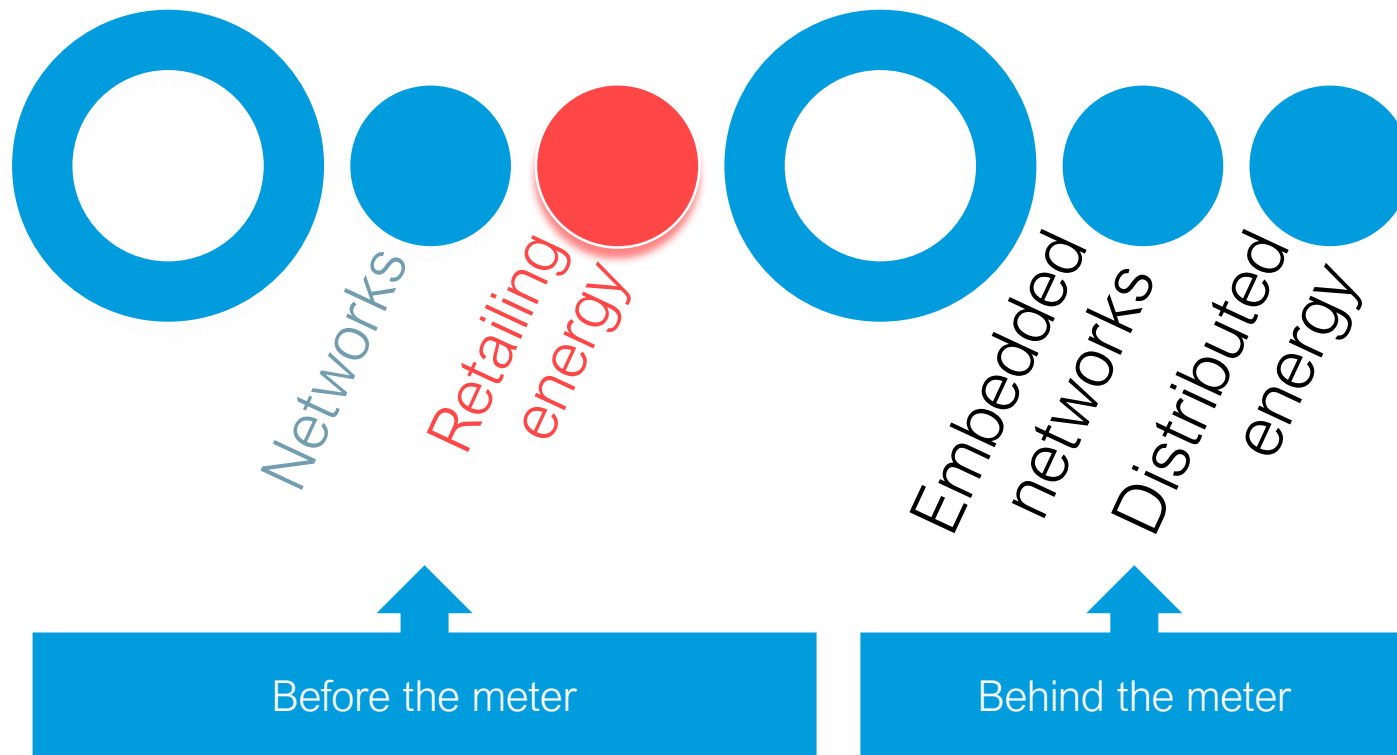 Networks
Retailing
energy
Embedded
networks
Distributed
energy
Before the meter
Behind the meter